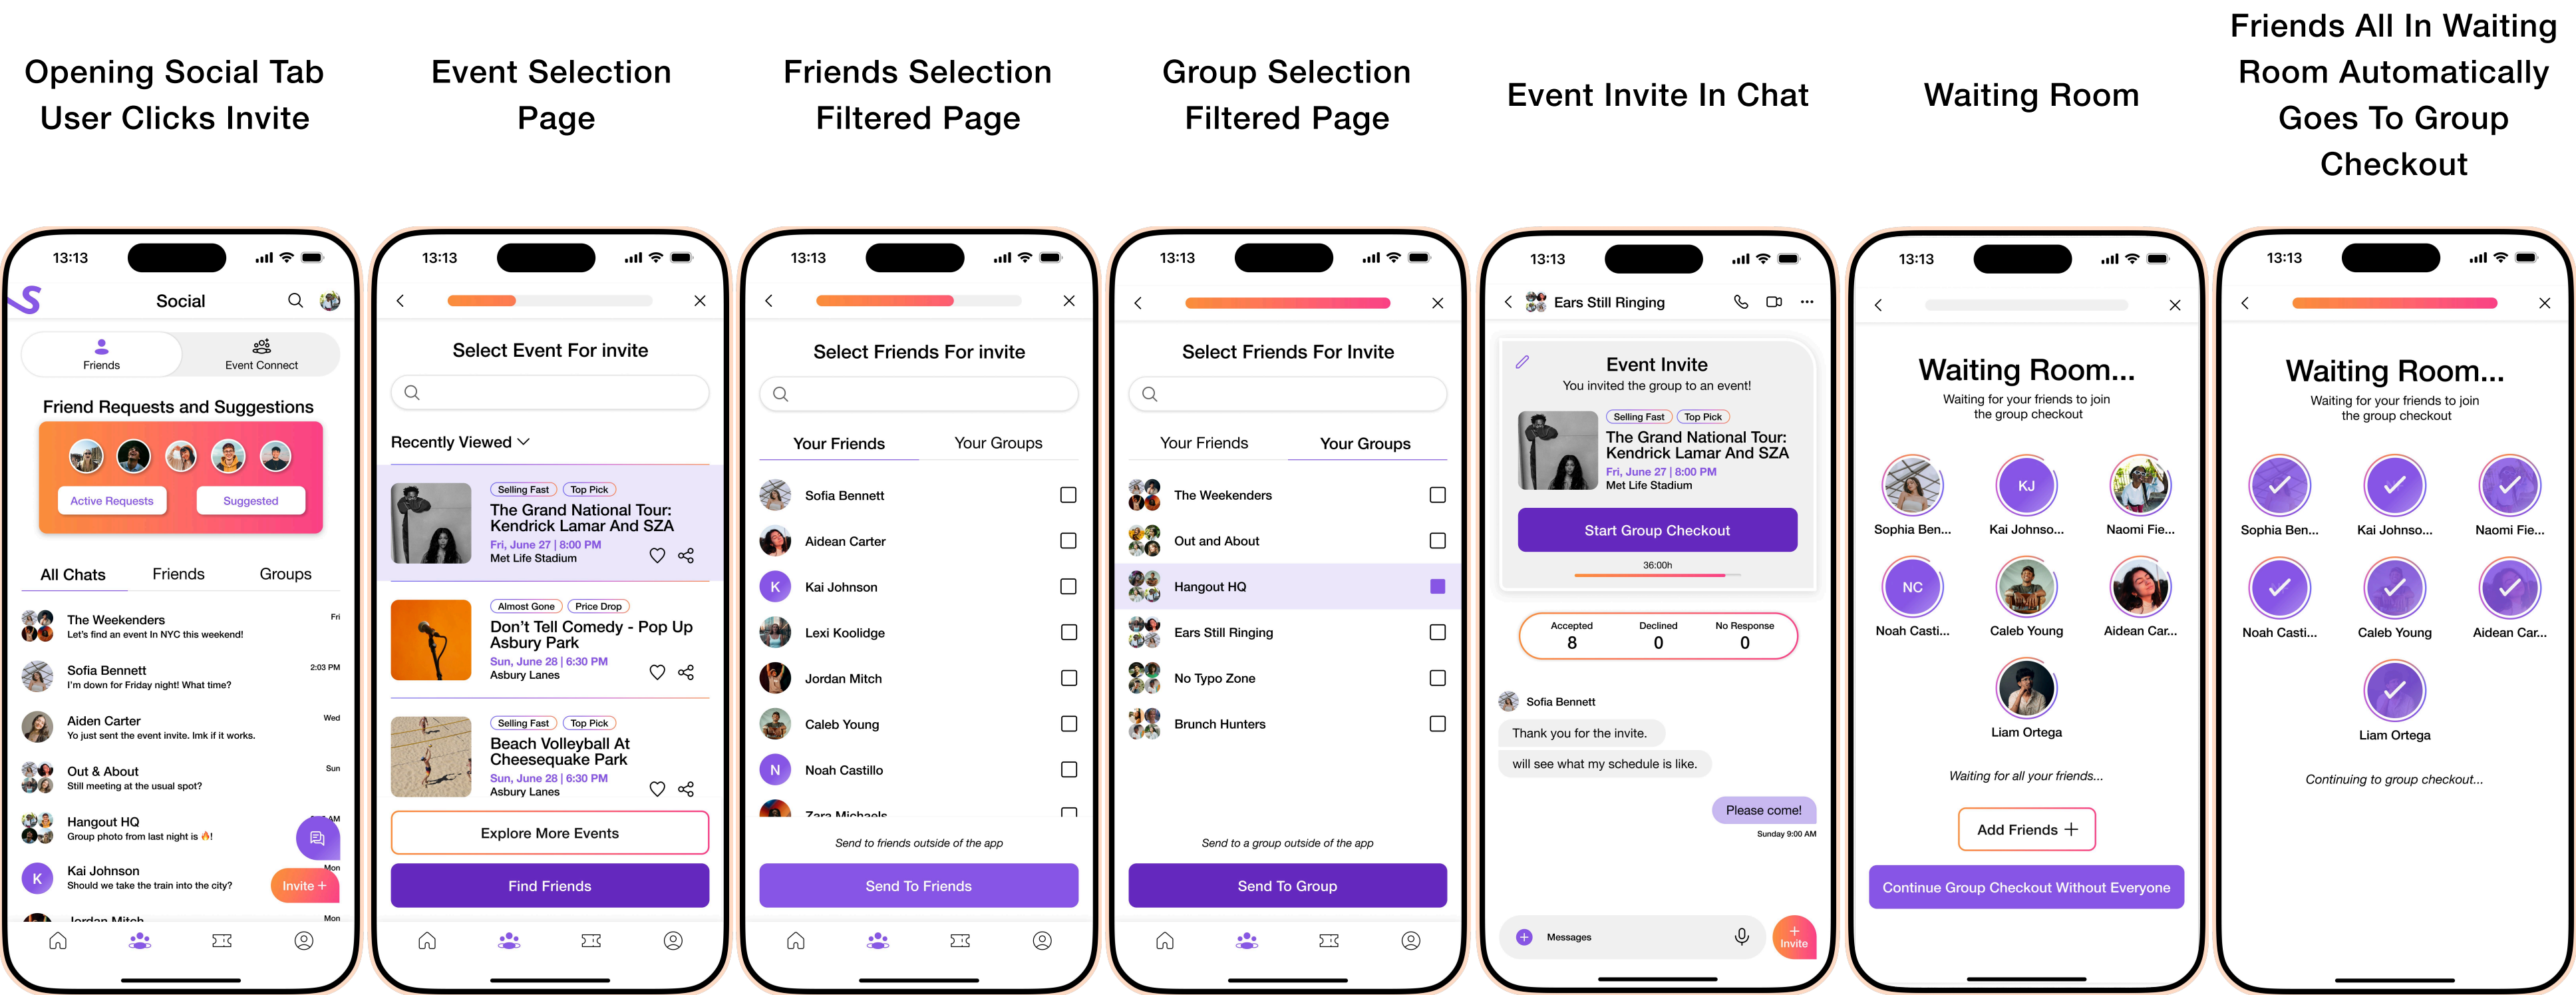 Opening Social Tab
User Clicks Invite
13:13
Social
Friends
Event Connect
Friend Requests and Suggestions
Active Requests
Suggested
All Chats
Friends
Groups
The Weekenders
Fri
Let's find an event In NYC this weekend!
Sofia Bennett
2:03 PM
I'm down for Friday night! What time?
Aiden Carter
Wed
Yo just sent the event invite. lmk if it works.
Out & About
Sun
Still meeting at the usual spot?
Hangout HQ
AM
Group photo from last night is 🔥!
K
Kai Johnson
Mon
Should we take the train into the city?
Invite +
Jordan Mitch
Mon
Event Selection
Page
13:13
Select Event For invite
Recently Viewed
Selling Fast
Top Pick
The Grand National Tour:
Kendrick Lamar And SZA
Fri, June 27 | 8:00 PM
Met Life Stadium
Almost Gone
Price Drop
Don't Tell Comedy - Pop Up
Asbury Park
Sun, June 28 | 6:30 PM
Asbury Lanes
Selling Fast
Top Pick
Beach Volleyball At
Cheesequake Park
Sun, June 28 | 6:30 PM
Asbury Lanes
Explore More Events
Find Friends
Friends Selection
Filtered Page
13:13
Select Friends For invite
Your Friends
Your Groups
Sofia Bennett
Aidean Carter
K
Kai Johnson
Lexi Koolidge
Jordan Mitch
Caleb Young
N
Noah Castillo
Zara Michaels
Send to friends outside of the app
Send To Friends
Group Selection
Filtered Page
13:13
Select Friends For Invite
Your Friends
Your Groups
The Weekenders
Out and About
Hangout HQ
Ears Still Ringing
No Typo Zone
Brunch Hunters
Send to a group outside of the app
Send To Group
Event Invite In Chat
13:13
Ears Still Ringing
Event Invite
You invited the group to an event!
Selling Fast
Top Pick
The Grand National Tour:
Kendrick Lamar And SZA
Fri, June 27 | 8:00 PM
Met Life Stadium
Start Group Checkout
36:00h
Accepted
8
Declined
0
No Response
0
Sofia Bennett
Thank you for the invite.
will see what my schedule is like.
Please come!
Sunday 9:00 AM
Messages
+
Invite
Waiting Room
13:13
Waiting Room...
Waiting for your friends to join
the group checkout
KJ
Sophia Ben...
Kai Johnso...
Naomi Fie...
NC
Noah Casti...
Caleb Young
Aidean Car...
Liam Ortega
Waiting for all your friends...
Add Friends +
Continue Group Checkout Without Everyone
Friends All In Waiting
Room Automatically
Goes To Group
Checkout
13:13
Waiting Room...
Waiting for your friends to join
the group checkout
Sophia Ben...
Kai Johnso...
Naomi Fie...
Noah Casti...
Caleb Young
Aidean Car...
Liam Ortega
Continuing to group checkout...